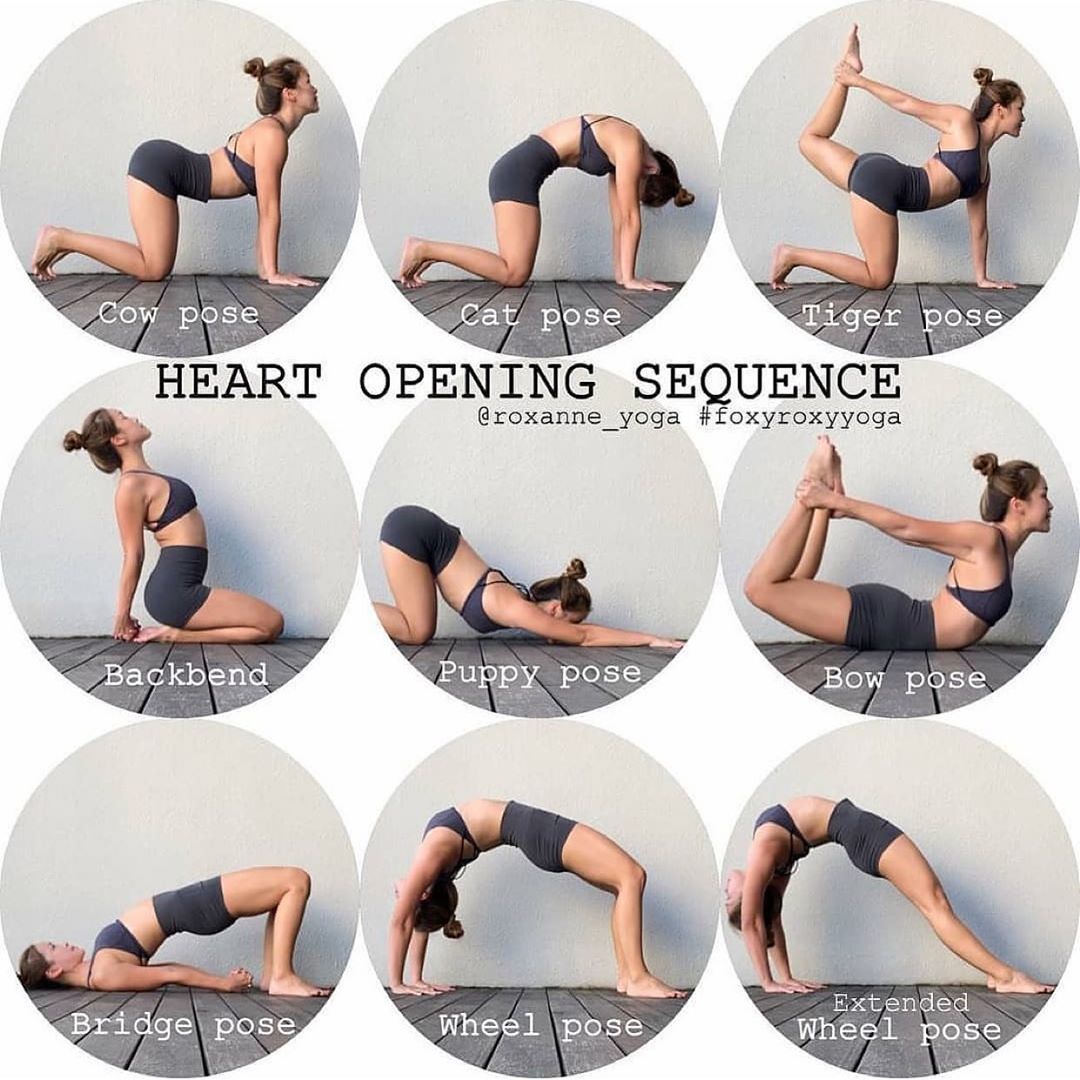 Cow pose
Cat pose
Tiger pose
HEART OPENING SEQUENCE
@roxanne_yoga #foxyroxyyoga
Backbend
Puppy pose
Bow pose
Bridge pose
Wheel pose
Extended
Wheel pose